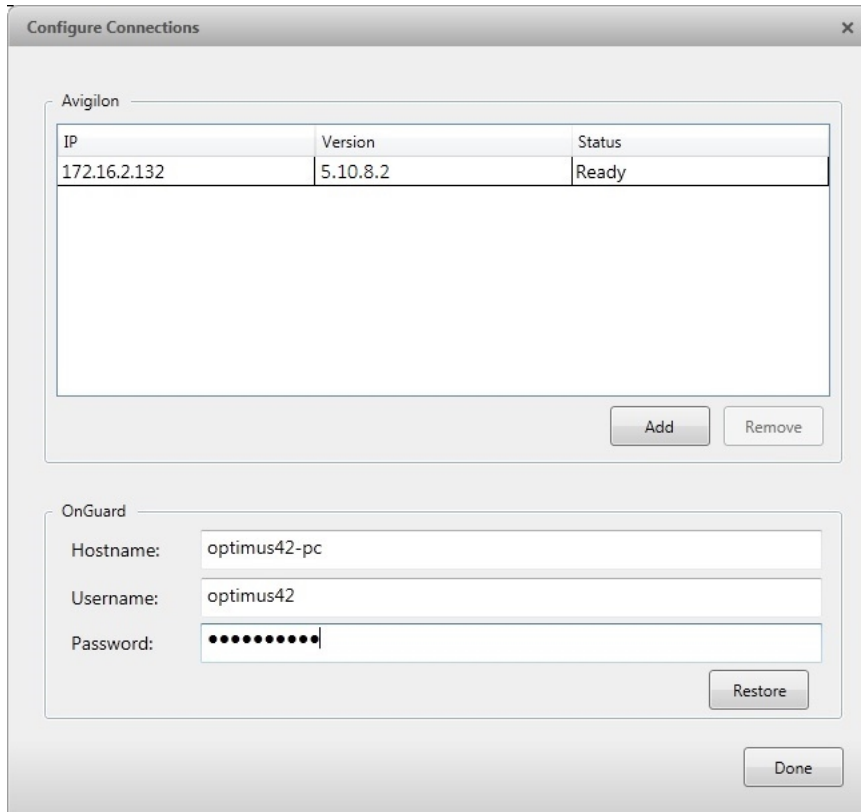 Configure Connections
Avigilon
IP Version Status
172.16.2.132 5.10.8.2 Ready
Add Remove
OnGuard
Hostname: optimus42-pc
Username: optimus42
Password: ●●●●●●●●●●
Restore
Done